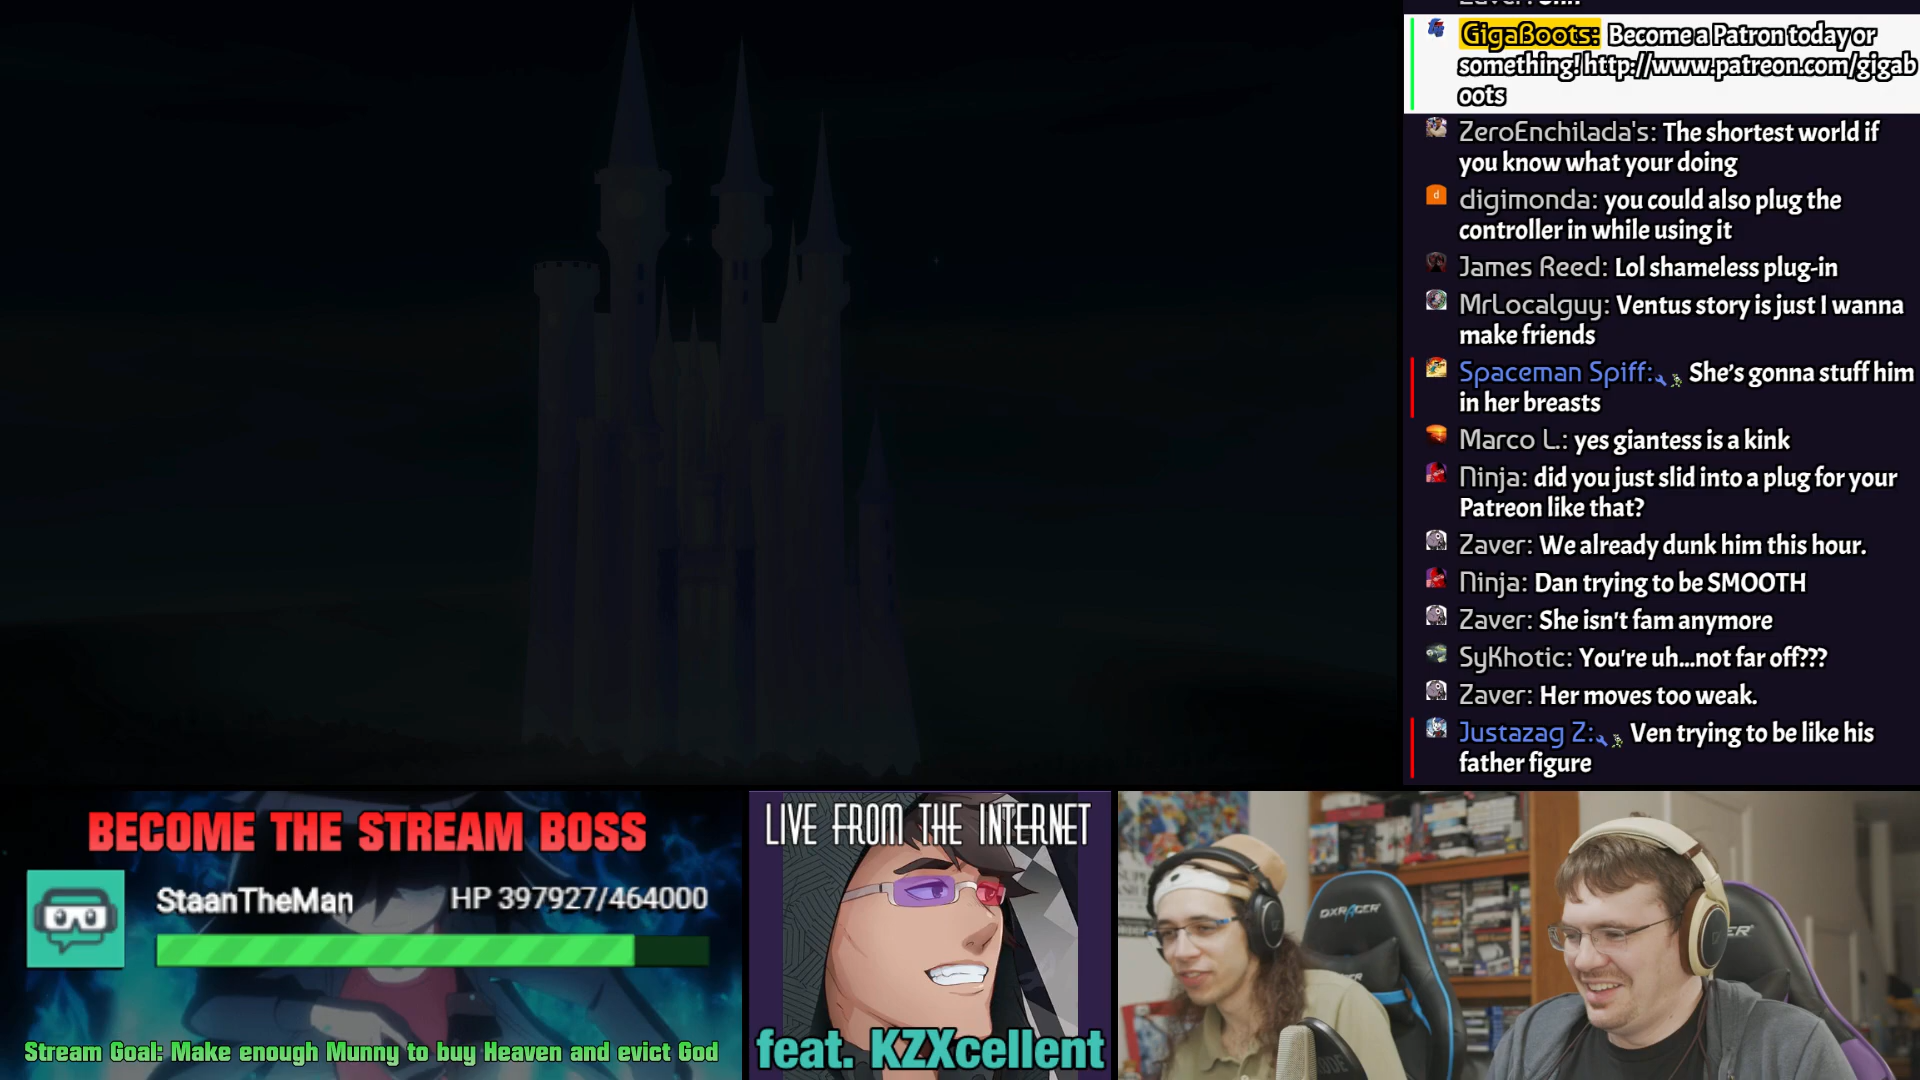 GigaBoots: Become a Patron today or
something! http://www.patreon.com/gigab
oots
ZeroEnchilada's: The shortest world if
you know what your doing
digimonda: you could also plug the
controller in while using it
James Reed: Lol shameless plug-in
MrLocalguy: Ventus story is just I wanna
make friends
Spaceman Spiff: She's gonna stuff him
in her breasts
Marco L.: yes giantess is a kink
Ninja: did you just slid into a plug for your
Patreon like that?
Zaver: We already dunk him this hour.
Ninja: Dan trying to be SMOOTH
Zaver: She isn't fam anymore
SyKhotic: You're uh...not far off???
Zaver: Her moves too weak.
Justazag Z: Ven trying to be like his
father figure
BECOME THE STREAM BOSS
StaanTheMan HP 397927/464000
Stream Goal: Make enough Munny to buy Heaven and evict God
LIVE FROM THE INTERNET
feat. KZXcellent
DXRACER